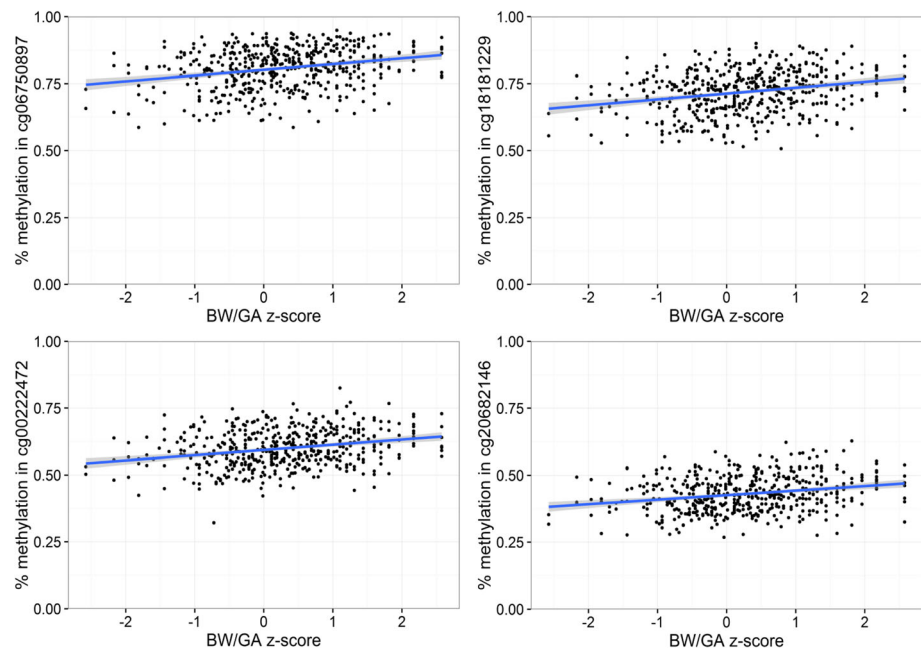 % methylation in cg06750897
1.00
0.75
0.50
0.25
0.00
-2 -1 0 1 2
BW/GA z-score
% methylation in cg18181229
1.00
0.75
0.50
0.25
0.00
-2 -1 0 1 2
BW/GA z-score
% methylation in cg00222472
1.00
0.75
0.50
0.25
0.00
-2 -1 0 1 2
BW/GA z-score
% methylation in cg20682146
1.00
0.75
0.50
0.25
0.00
-2 -1 0 1 2
BW/GA z-score